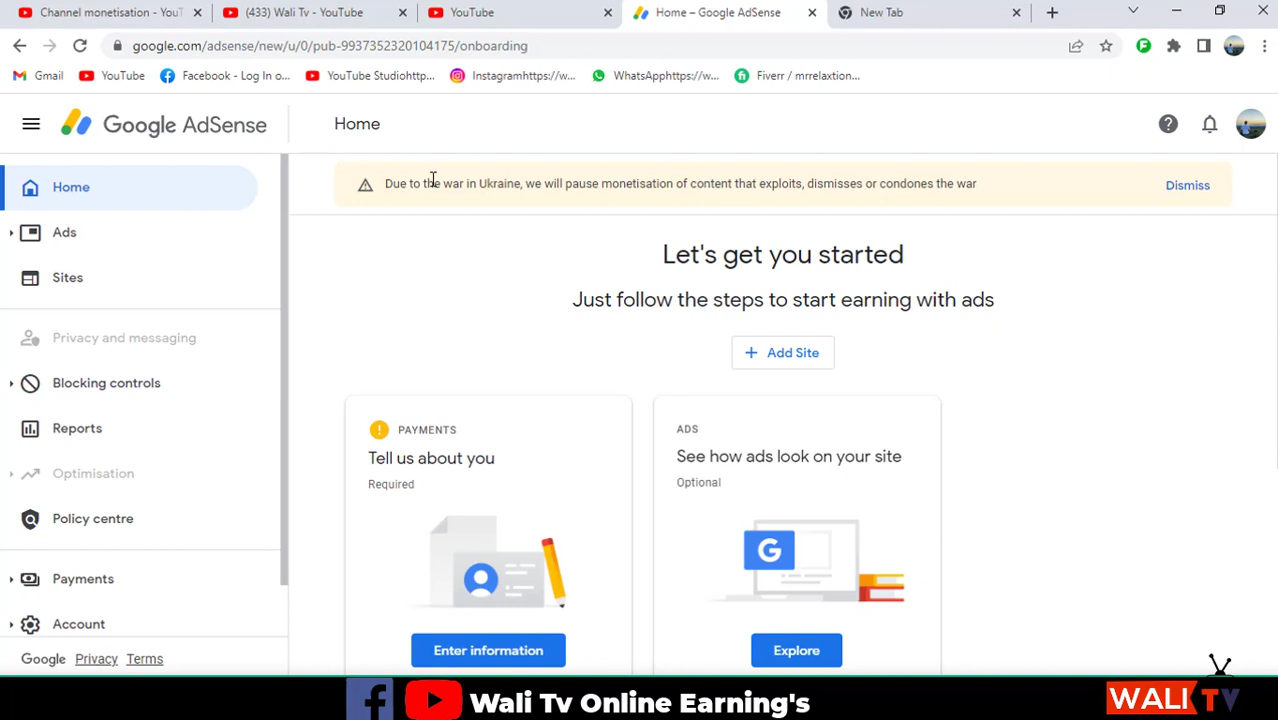 Channel monetisation - YouT
(433) Wali Tv - YouTube
YouTube
Home – Google AdSense
New Tab
google.com/adsense/new/u/0/pub-9937352320104175/onboarding
Gmail
YouTube
Facebook - Log In o...
YouTube Studiohttp...
Instagramhttps://w...
WhatsApphttps://w...
Fiverr / mrrelaxtion...
Google AdSense
Home
Home
Ads
Sites
Privacy and messaging
Blocking controls
Reports
Optimisation
Policy centre
Payments
Account
Google Privacy Terms
Due to the war in Ukraine, we will pause monetisation of content that exploits, dismisses or condones the war
Dismiss
Let's get you started
Just follow the steps to start earning with ads
+ Add Site
PAYMENTS
Tell us about you
Required
Enter information
ADS
See how ads look on your site
Optional
G
Explore
Wali Tv Online Earning's
WALI TV